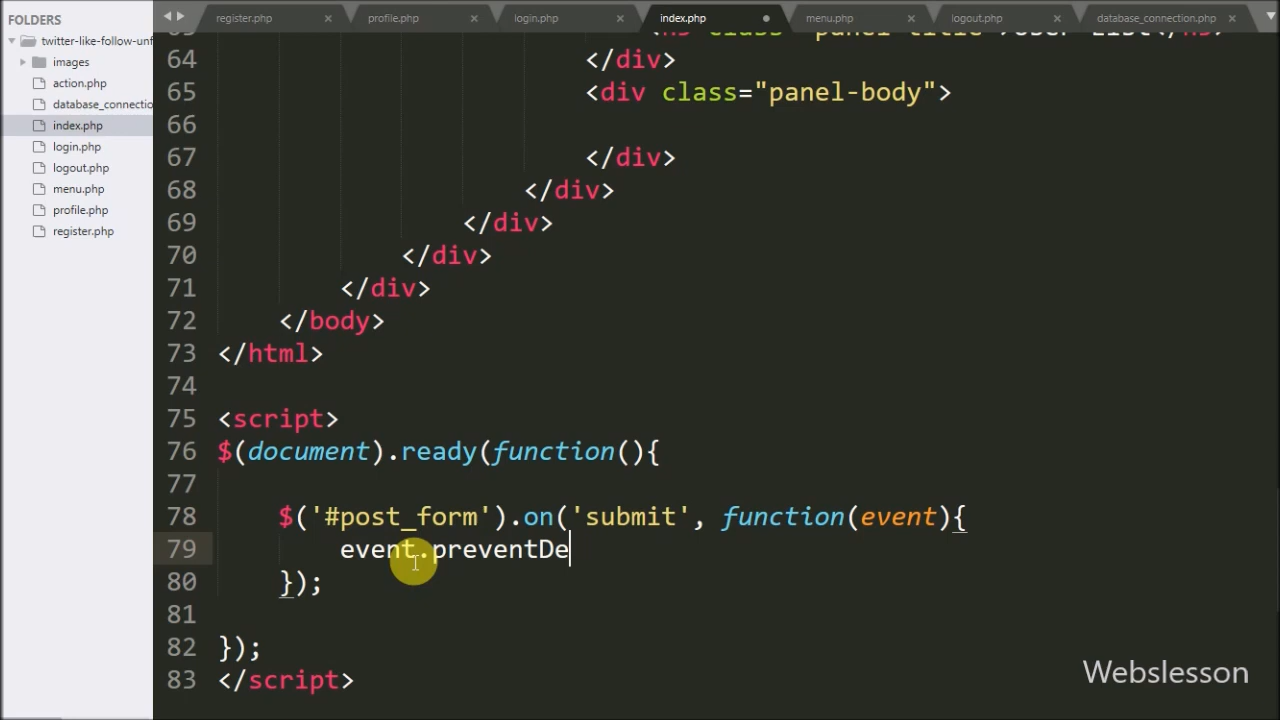 FOLDERS
twitter-like-follow-unf
images
action.php
database_connectio
index.php
login.php
logout.php
menu.php
profile.php
register.php
register.php × profile.php × login.php × index.php menu.php × logout.php × database_connection.php ×
64 </div>
65 <div class="panel-body">
66
67 </div>
68 </div>
69 </div>
70 </div>
71 </div>
72 </body>
73 </html>
74
75 <script>
76 $(document).ready(function(){
77
78 $('#post_form').on('submit', function(event){
79 event.preventDe
80 });
81
82 });
83 </script>
Webslesson